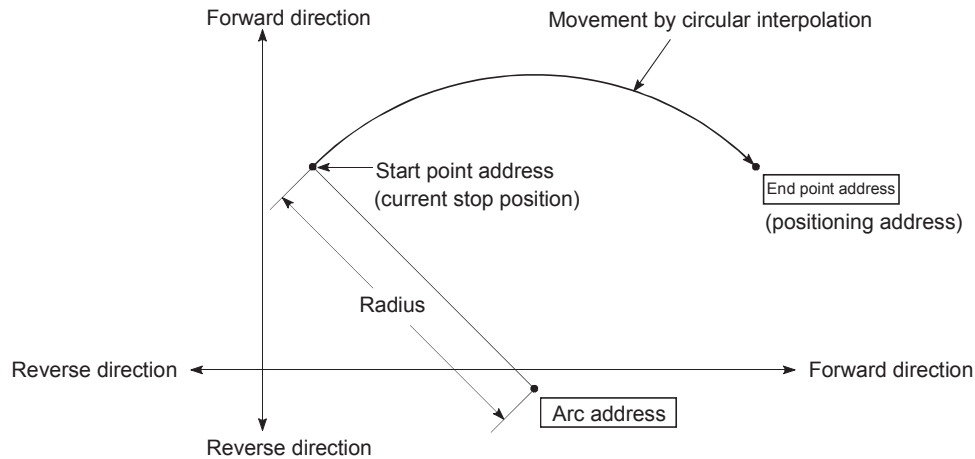 Forward direction
Movement by circular interpolation
Start point address
(current stop position)
End point address
(positioning address)
Radius
Reverse direction
Forward direction
Arc address
Reverse direction